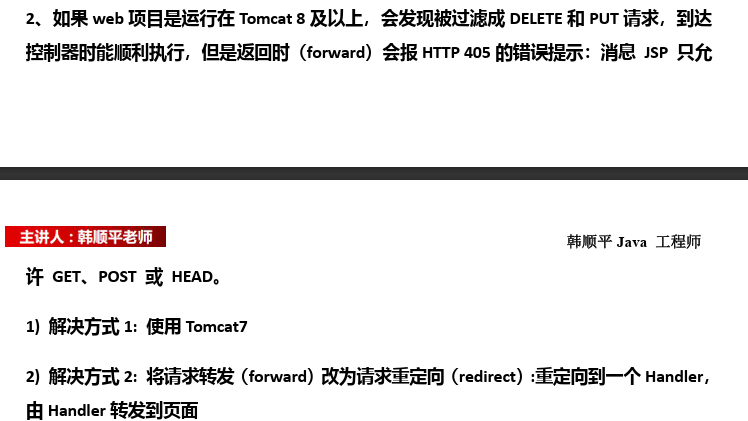 2、如果 web 项目是运行在 Tomcat 8 及以上，会发现被过滤成 DELETE 和 PUT 请求，到达
控制器时能顺利执行，但是返回时（forward）会报 HTTP 405 的错误提示：消息 JSP 只允
主讲人：韩顺平老师
韩顺平 Java 工程师
许 GET、POST 或 HEAD。
1) 解决方式 1: 使用 Tomcat7
2) 解决方式 2: 将请求转发（forward）改为请求重定向（redirect）:重定向到一个 Handler，
由 Handler 转发到页面